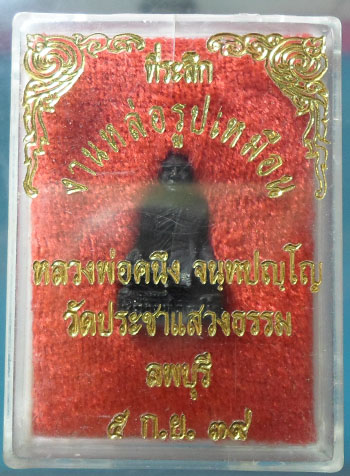 ที่ระลึก
งานหล่อรูปเหมือน
หลวงพ่อคนึง จนฺทปญฺโญ
วัดประชาแสวงธรรม
ลพบุรี
๕ ก.ย. ๓๙